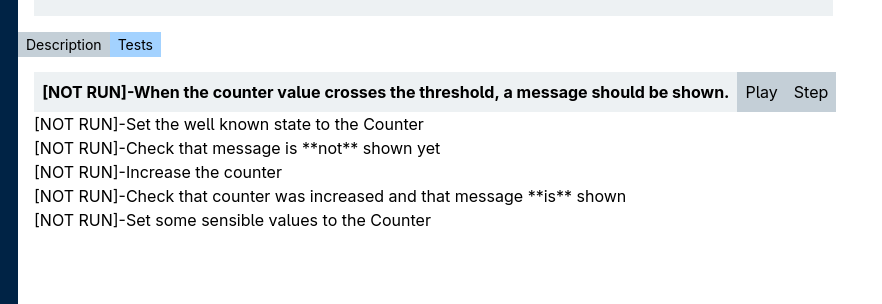 Description Tests
[NOT RUN]-When the counter value crosses the threshold, a message should be shown. Play Step
[NOT RUN]-Set the well known state to the Counter
[NOT RUN]-Check that message is **not** shown yet
[NOT RUN]-Increase the counter
[NOT RUN]-Check that counter was increased and that message **is** shown
[NOT RUN]-Set some sensible values to the Counter